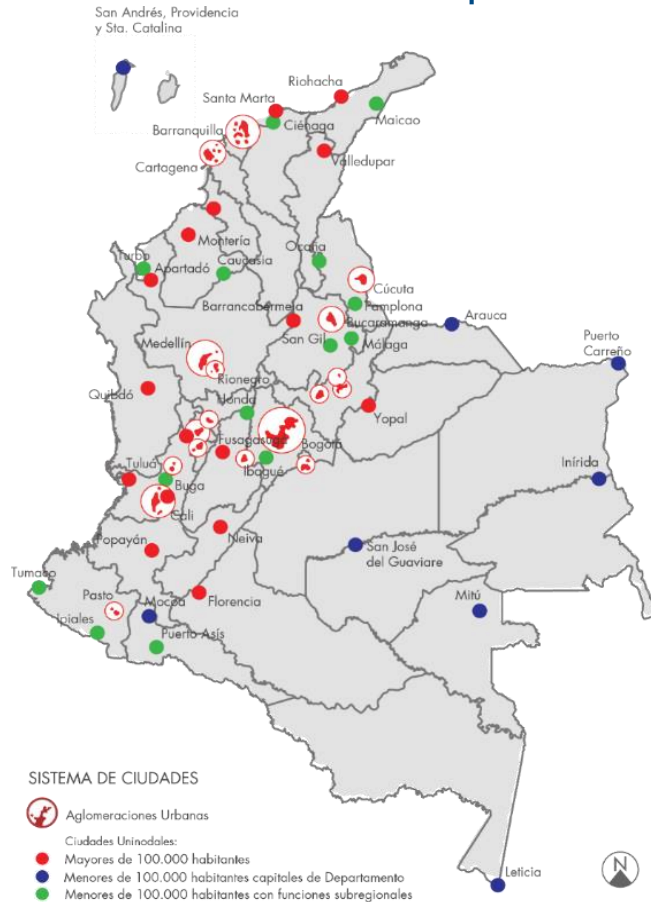 San Andrés, Providencia
y Sta. Catalina
Riohacha
Santa Marta
Maicao
Ciénaga
Barranquilla
Valledupar
Cartagena
Montería
Ocaña
Turbo
Apartadó
Caucasia
Cúcuta
Pamplona
Barrancabermeja
Arauca
Bucaramanga
Puerto
Carreño
San Gil
Málaga
Medellín
Rionegro
Quibdó
Honda
Yopal
Fusagasugá
Bogotá
Tuluá
Ibagué
Inírida
Buga
Cali
Neiva
Popayán
San José
del Guaviare
Tumaco
Florencia
Mitú
Pasto
Mocoa
Ipiales
Puerto Asís
SISTEMA DE CIUDADES
Aglomeraciones Urbanas
Ciudades Uninodales:
Mayores de 100.000 habitantes
Menores de 100.000 habitantes capitales de Departamento
Menores de 100.000 habitantes con funciones subregionales
Leticia
N